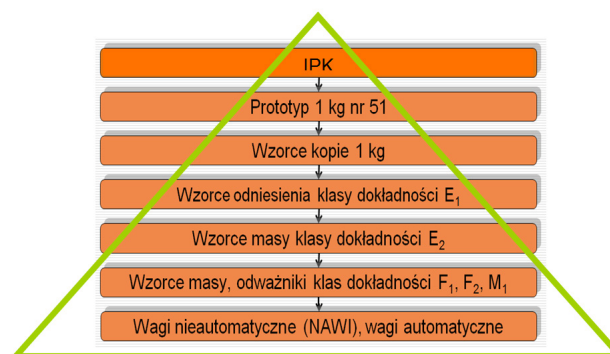 IPK
Prototyp 1 kg nr 51
Wzorce kopie 1 kg
Wzorce odniesienia klasy dokładności E₁
Wzorce masy klasy dokładności E₂
Wzorce masy, odważniki klas dokładności F₁, F₂, M₁
Wagi nieautomatyczne (NAWI), wagi automatyczne